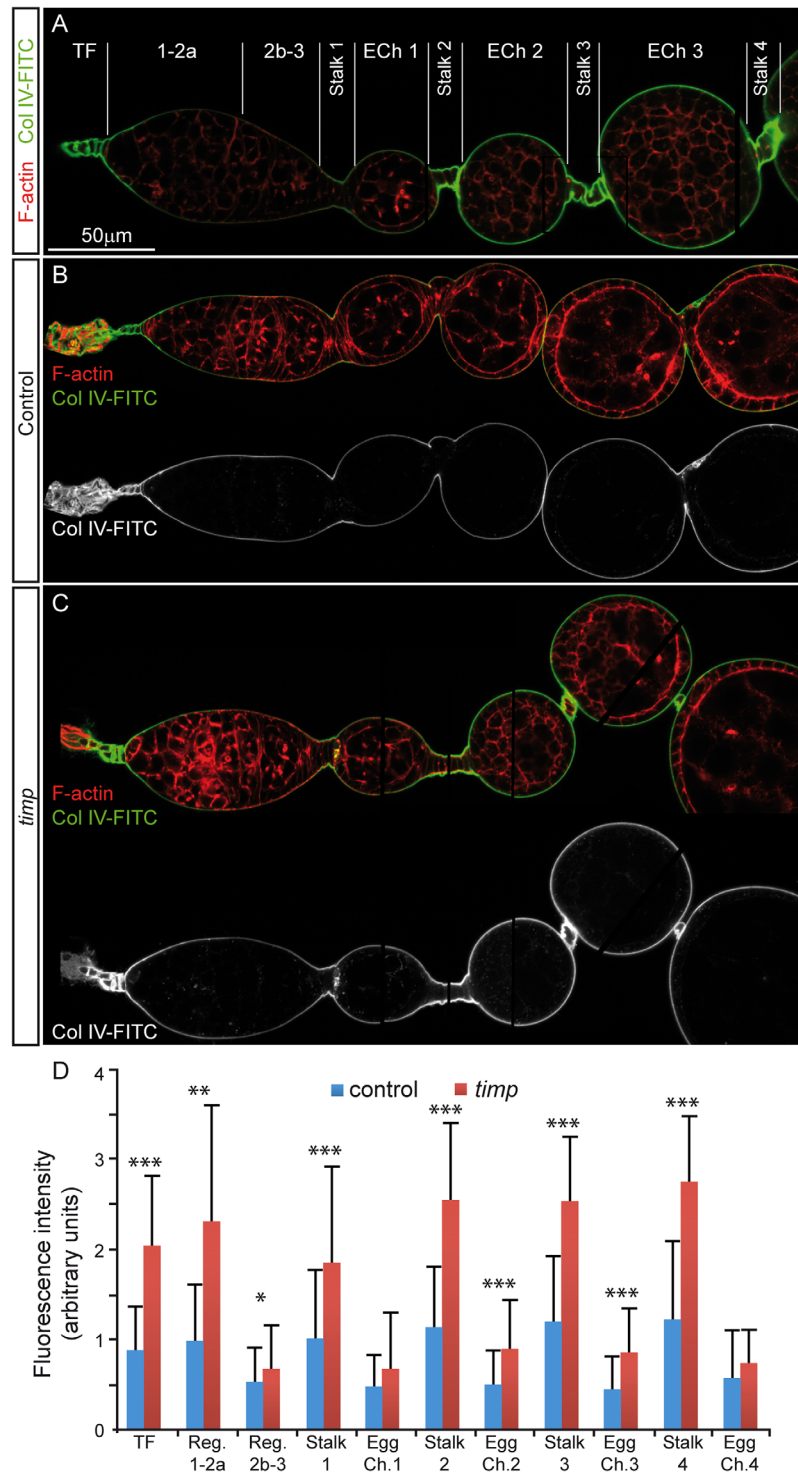 A
F-actin Col IV-FITC
TF
1-2a
2b-3
Stalk 1
ECh 1
Stalk 2
ECh 2
Stalk 3
ECh 3
Stalk 4
50µm
Control
B
F-actin
Col IV-FITC
Col IV-FITC
timp
C
F-actin
Col IV-FITC
Col IV-FITC
D
control
timp
Fluorescence intensity
(arbitrary units)
4
3
2
1
0
***
**
*
***
***
***
***
***
***
TF
Reg.
1-2a
Reg.
2b-3
Stalk
1
Egg
Ch.1
Stalk
2
Egg
Ch.2
Stalk
3
Egg
Ch.3
Stalk
4
Egg
Ch.4